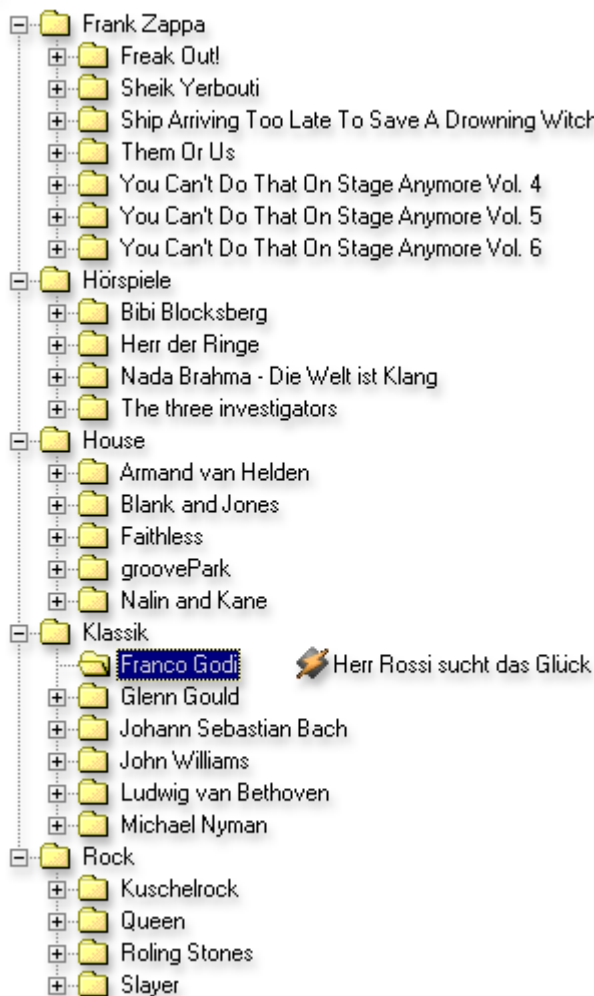 Frank Zappa
Freak Out!
Sheik Yerbouti
Ship Arriving Too Late To Save A Drowning Witch
Them Or Us
You Can't Do That On Stage Anymore Vol. 4
You Can't Do That On Stage Anymore Vol. 5
You Can't Do That On Stage Anymore Vol. 6
Hörspiele
Bibi Blocksberg
Herr der Ringe
Nada Brahma - Die Welt ist Klang
The three investigators
House
Armand van Helden
Blank and Jones
Faithless
groovePark
Nalin and Kane
Klassik
Franco Godi Herr Rossi sucht das Glück
Glenn Gould
Johann Sebastian Bach
John Williams
Ludwig van Bethoven
Michael Nyman
Rock
Kuschelrock
Queen
Roling Stones
Slayer